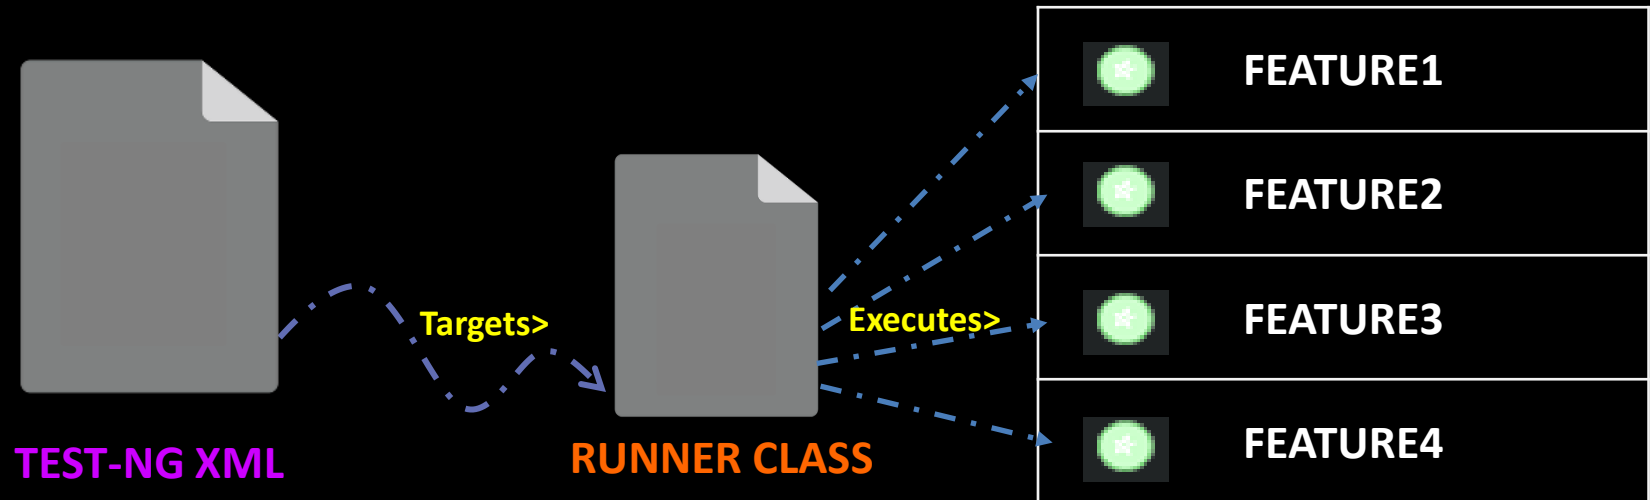 TEST-NG XML
Targets>
RUNNER CLASS
Executes>
FEATURE1
FEATURE2
FEATURE3
FEATURE4